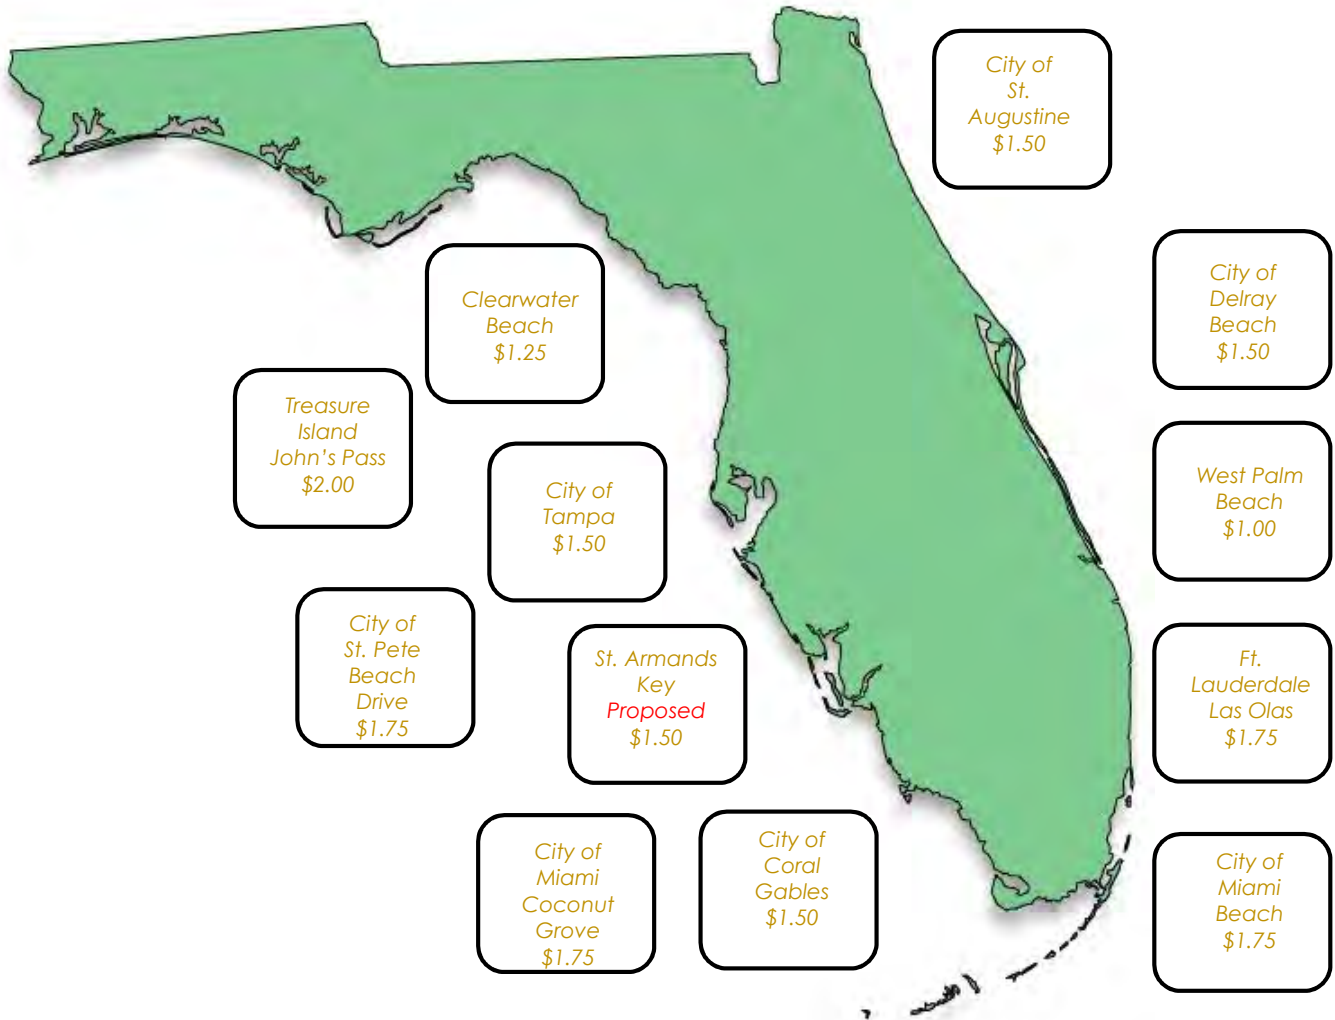 City of
St.
Augustine
$1.50
City of
Delray
Beach
$1.50
Clearwater
Beach
$1.25
Treasure
Island
John's Pass
$2.00
City of
Tampa
$1.50
West Palm
Beach
$1.00
City of
St. Pete
Beach
Drive
$1.75
St. Armands
Key
Proposed
$1.50
Ft.
Lauderdale
Las Olas
$1.75
City of
Miami
Coconut
Grove
$1.75
City of
Coral
Gables
$1.50
City of
Miami
Beach
$1.75